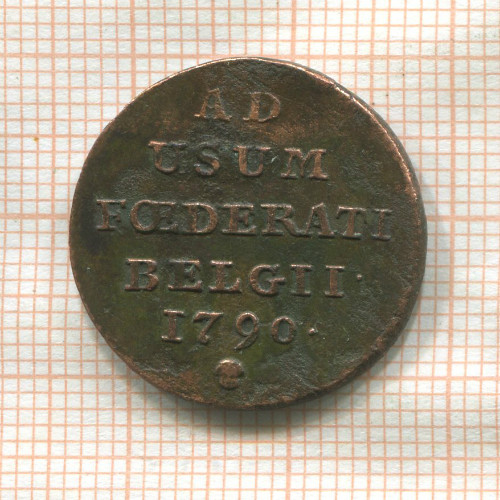 AD
USUM
FŒDERATI
BELGII·
1790·